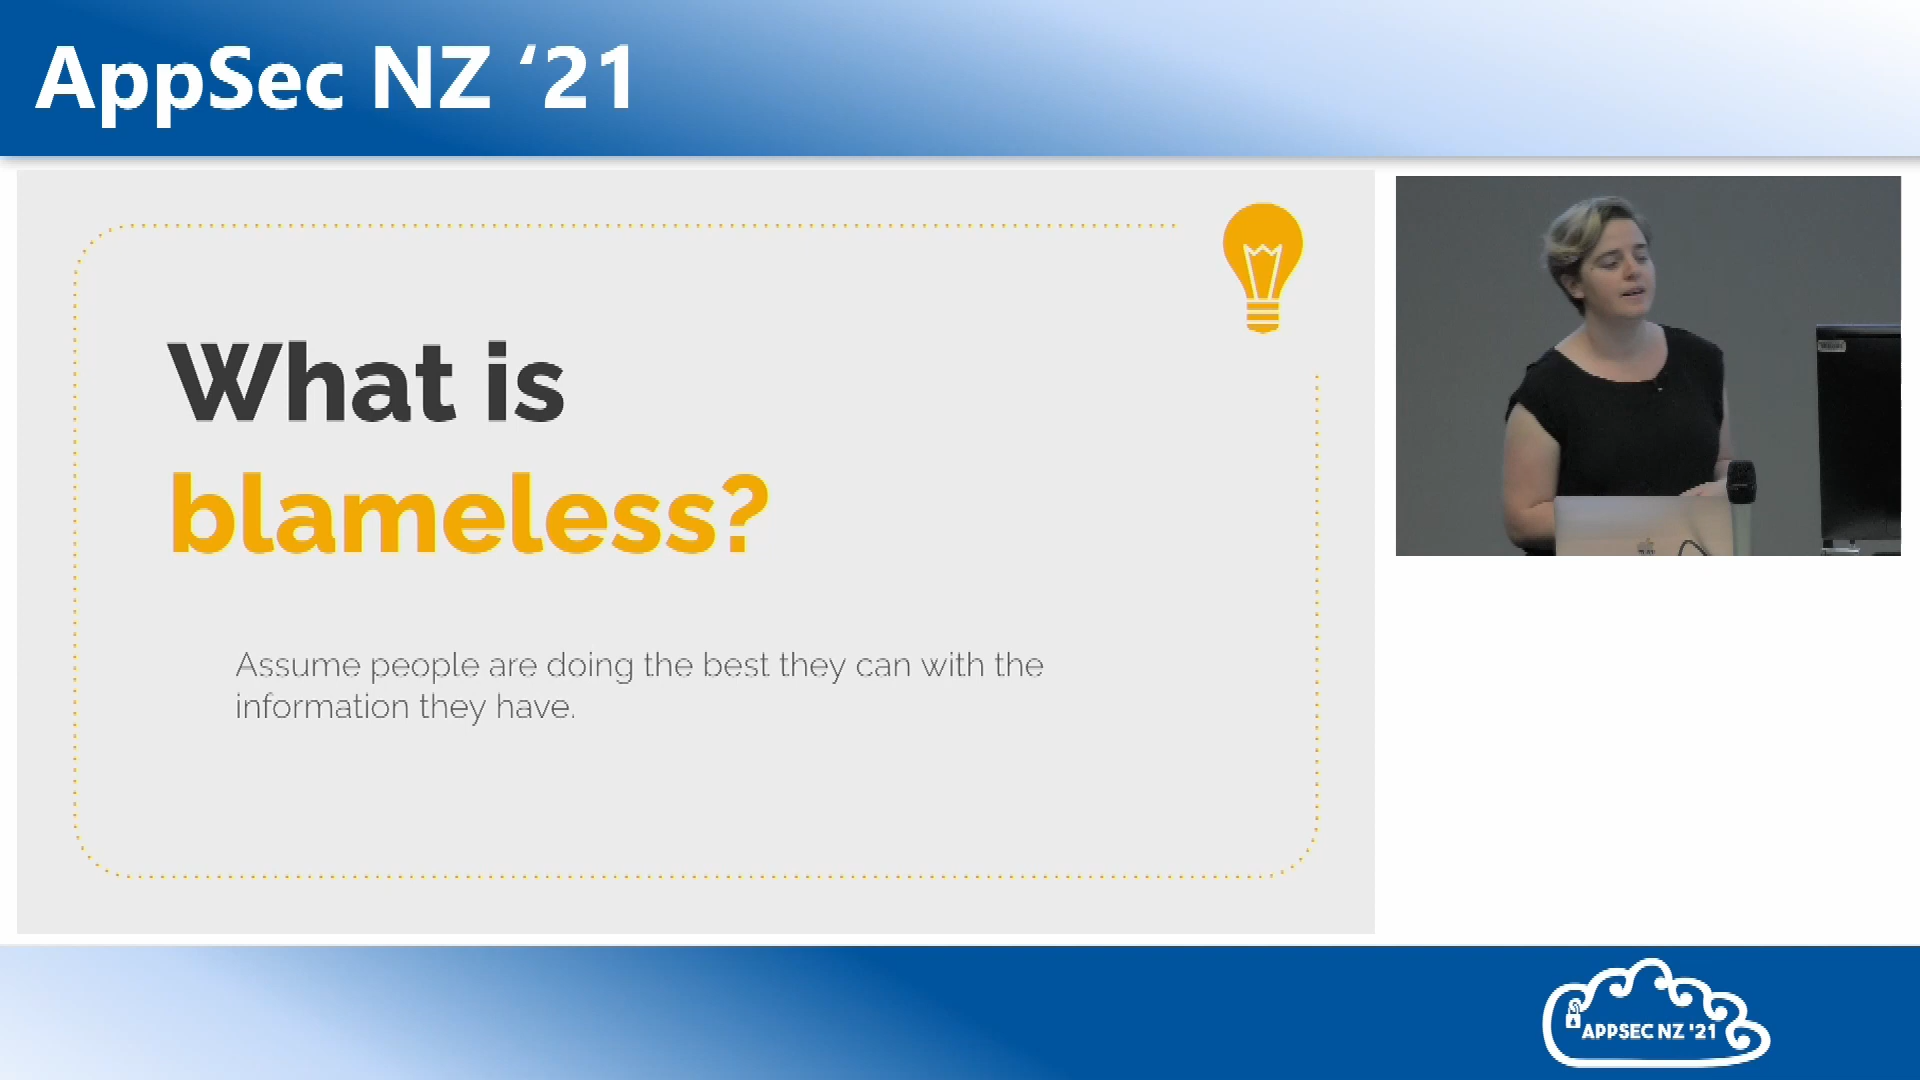 AppSec NZ ‘21
What is
blameless?
Assume people are doing the best they can with the
information they have.
APPSEC NZ '21